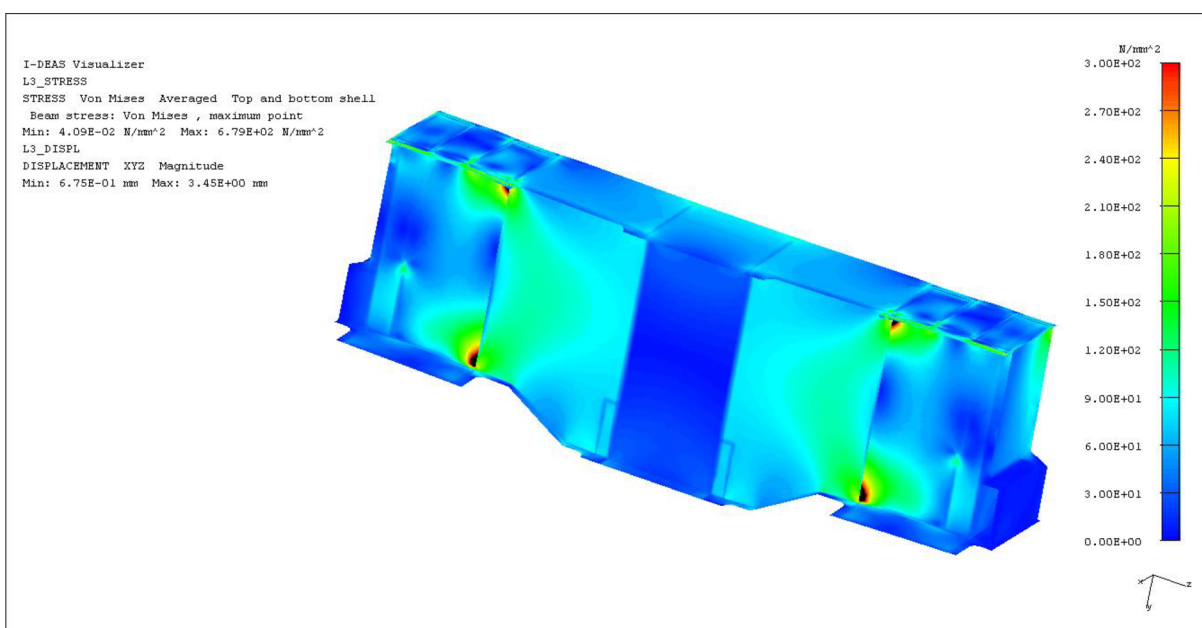 I-DEAS Visualizer
L3_STRESS
STRESS  Von Mises  Averaged  Top and bottom shell
Beam stress: Von Mises , maximum point
Min: 4.09E-02 N/mm^2  Max: 6.79E+02 N/mm^2
L3_DISPL
DISPLACEMENT  XYZ  Magnitude
Min: 6.75E-01 mm  Max: 3.45E+00 mm
N/mm^2
3.00E+02
2.70E+02
2.40E+02
2.10E+02
1.80E+02
1.50E+02
1.20E+02
9.00E+01
6.00E+01
3.00E+01
0.00E+00
x
z
y